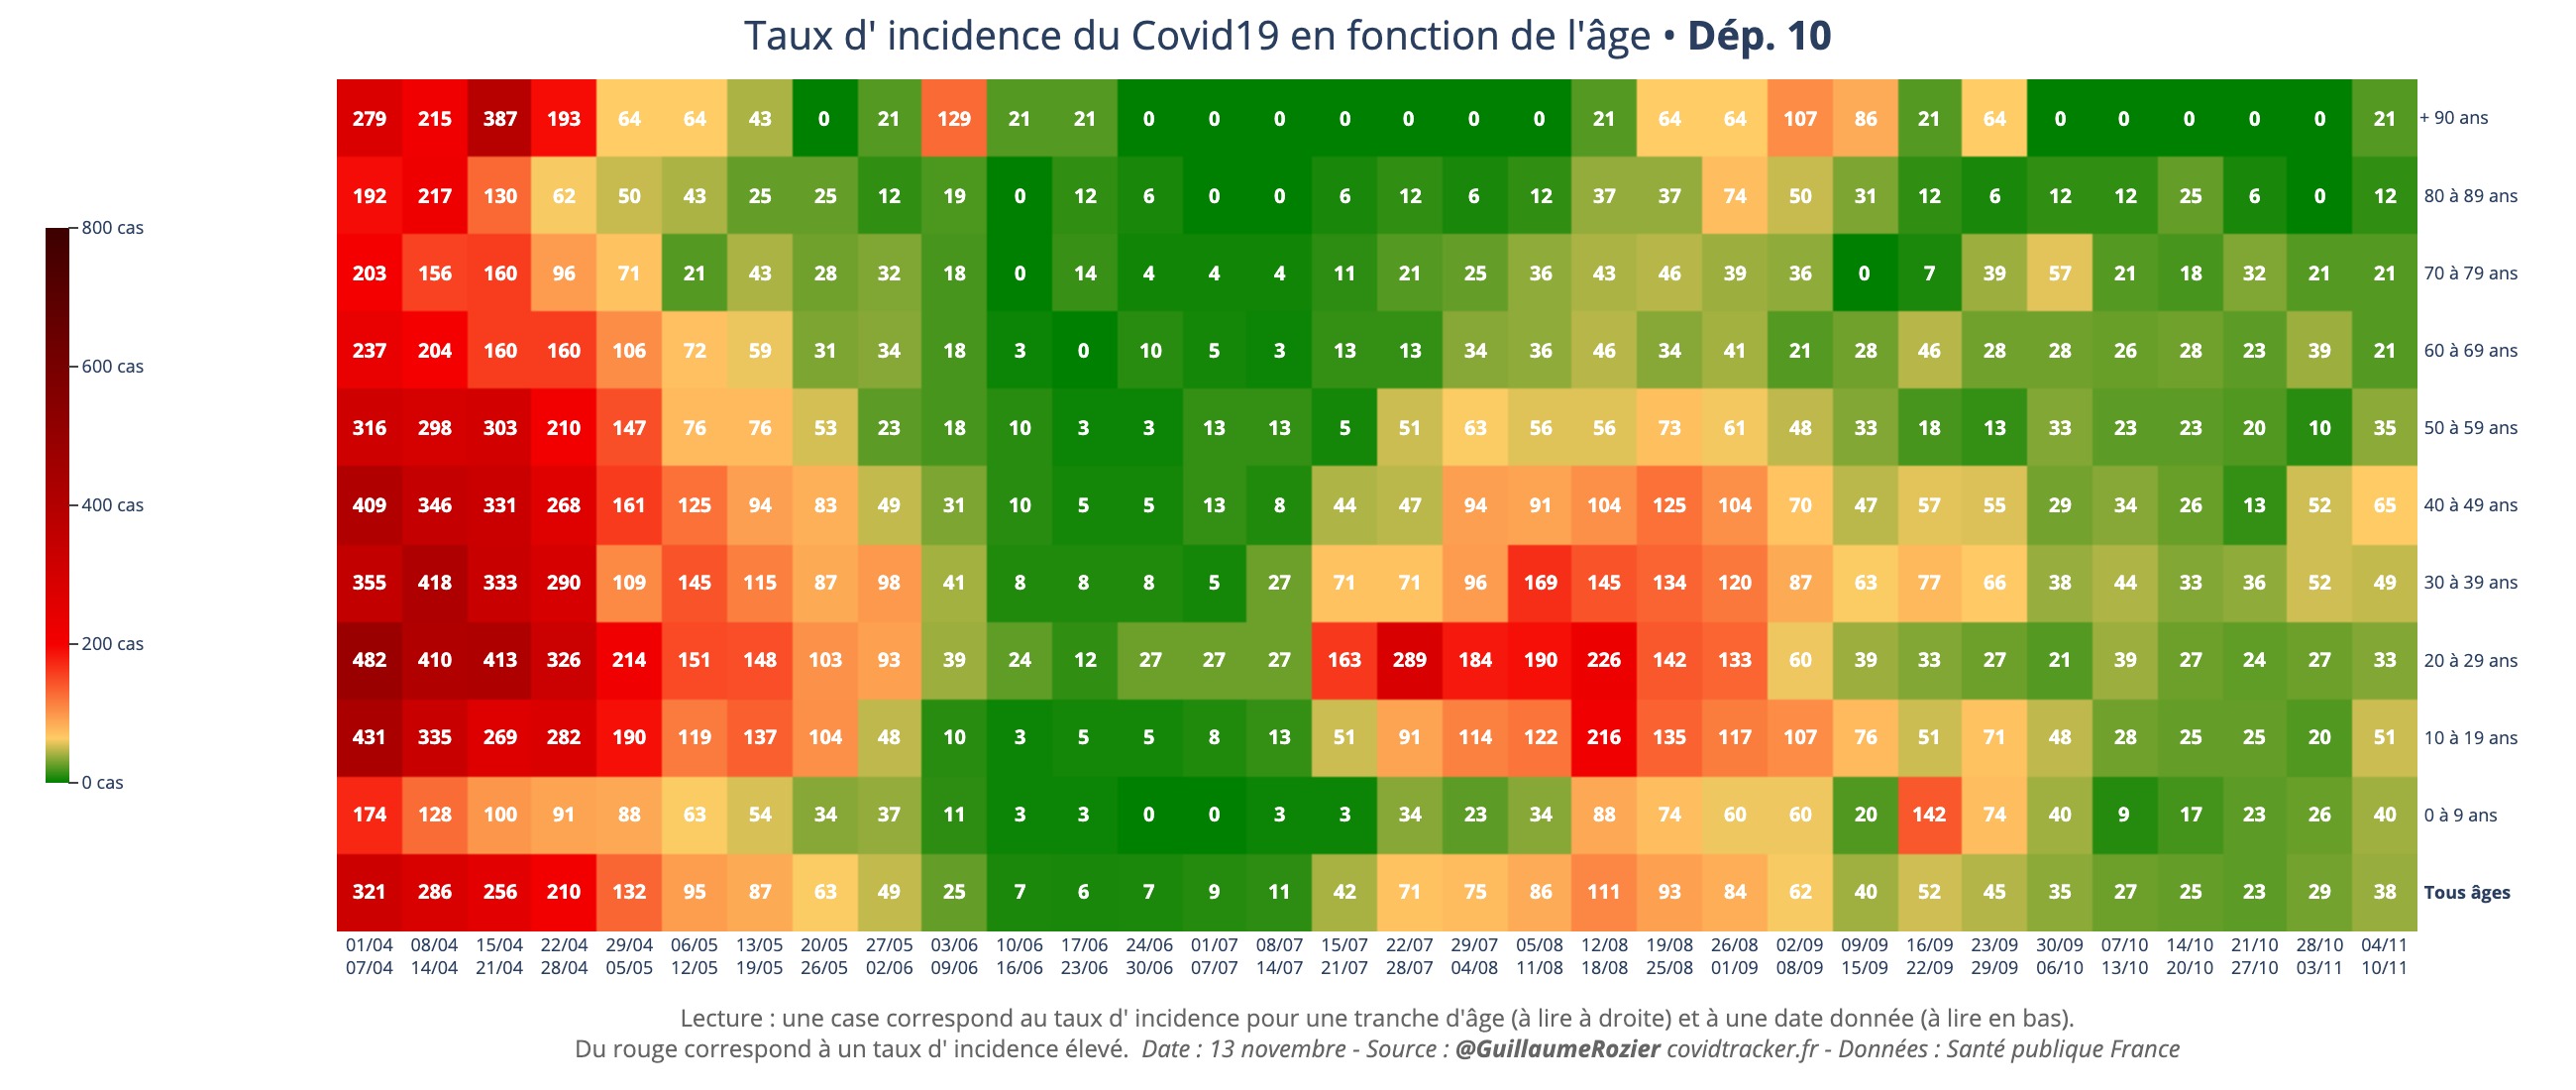 Taux d' incidence du Covid19 en fonction de l'âge • Dép. 10
279 215 387 193 64 64 43 0 21 129 21 21 0 0 0 0 0 0 0 21 64 64 107 86 21 64 0 0 0 0 0 21 + 90 ans
192 217 130 62 50 43 25 25 12 19 0 12 6 0 0 6 12 6 12 37 37 74 50 31 12 6 12 12 25 6 0 12 80 à 89 ans
203 156 160 96 71 21 43 28 32 18 0 14 4 4 4 11 21 25 36 43 46 39 36 0 7 39 57 21 18 32 21 21 70 à 79 ans
237 204 160 160 106 72 59 31 34 18 3 0 10 5 3 13 13 34 36 46 34 41 21 28 46 28 28 26 28 23 39 21 60 à 69 ans
316 298 303 210 147 76 76 53 23 18 10 3 3 13 13 5 51 63 56 56 73 61 48 33 18 13 33 23 23 20 10 35 50 à 59 ans
409 346 331 268 161 125 94 83 49 31 10 5 5 13 8 44 47 94 91 104 125 104 70 47 57 55 29 34 26 13 52 65 40 à 49 ans
355 418 333 290 109 145 115 87 98 41 8 8 8 5 27 71 71 96 169 145 134 120 87 63 77 66 38 44 33 36 52 49 30 à 39 ans
482 410 413 326 214 151 148 103 93 39 24 12 27 27 27 163 289 184 190 226 142 133 60 39 33 27 21 39 27 24 27 33 20 à 29 ans
431 335 269 282 190 119 137 104 48 10 3 5 5 8 13 51 91 114 122 216 135 117 107 76 51 71 48 28 25 25 20 51 10 à 19 ans
174 128 100 91 88 63 54 34 37 11 3 3 0 0 3 3 34 23 34 88 74 60 60 20 142 74 40 9 17 23 26 40 0 à 9 ans
321 286 256 210 132 95 87 63 49 25 7 6 7 9 11 42 71 75 86 111 93 84 62 40 52 45 35 27 25 23 29 38 Tous âges
01/04 08/04 15/04 22/04 29/04 06/05 13/05 20/05 27/05 03/06 10/06 17/06 24/06 01/07 08/07 15/07 22/07 29/07 05/08 12/08 19/08 26/08 02/09 09/09 16/09 23/09 30/09 07/10 14/10 21/10 28/10 04/11
07/04 14/04 21/04 28/04 05/05 12/05 19/05 26/05 02/06 09/06 16/06 23/06 30/06 07/07 14/07 21/07 28/07 04/08 11/08 18/08 25/08 01/09 08/09 15/09 22/09 29/09 06/10 13/10 20/10 27/10 03/11 10/11
800 cas
600 cas
400 cas
200 cas
0 cas
Lecture : une case correspond au taux d' incidence pour une tranche d'âge (à lire à droite) et à une date donnée (à lire en bas).
Du rouge correspond à un taux d' incidence élevé. Date : 13 novembre - Source : @GuillaumeRozier covidtracker.fr - Données : Santé publique France